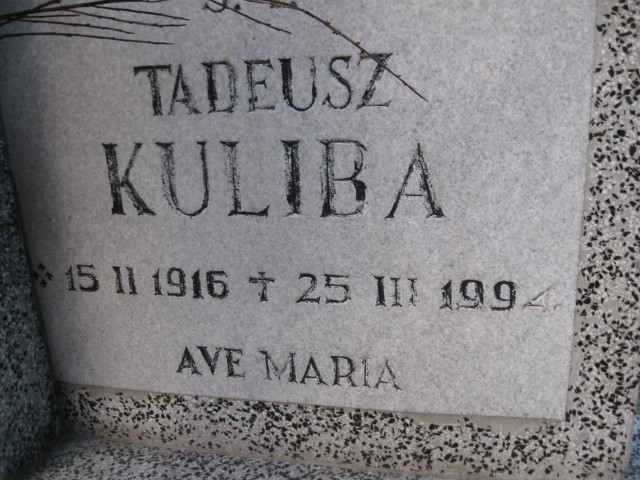 TADEUSZ
KULIBA
15 II 1916 † 25 III 1994
AVE MARIA